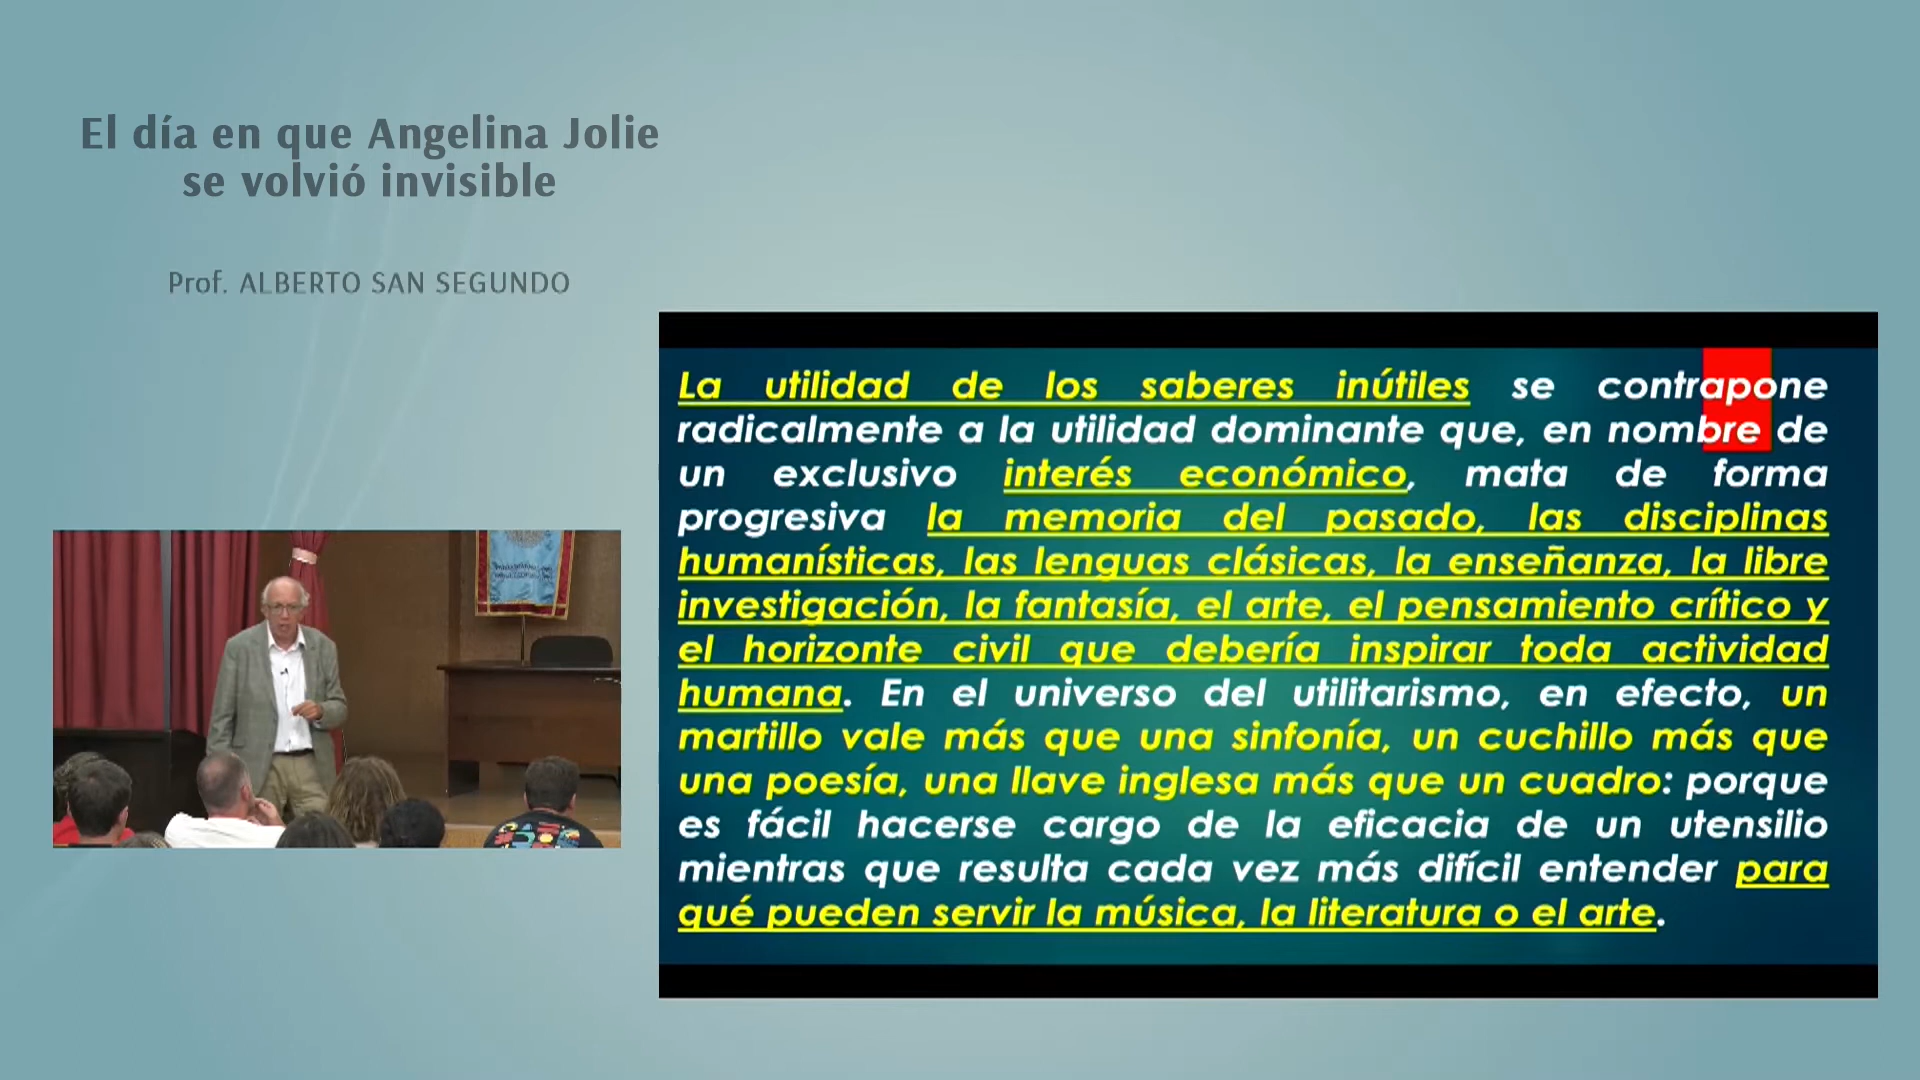 El día en que Angelina Jolie
se volvió invisible
Prof. ALBERTO SAN SEGUNDO
La utilidad de los saberes inútiles se contrapone
radicalmente a la utilidad dominante que, en nombre de
un exclusivo interés económico, mata de forma
progresiva la memoria del pasado, las disciplinas
humanísticas, las lenguas clásicas, la enseñanza, la libre
investigación, la fantasía, el arte, el pensamiento crítico y
el horizonte civil que debería inspirar toda actividad
humana. En el universo del utilitarismo, en efecto, un
martillo vale más que una sinfonía, un cuchillo más que
una poesía, una llave inglesa más que un cuadro: porque
es fácil hacerse cargo de la eficacia de un utensilio
mientras que resulta cada vez más difícil entender para
qué pueden servir la música, la literatura o el arte.